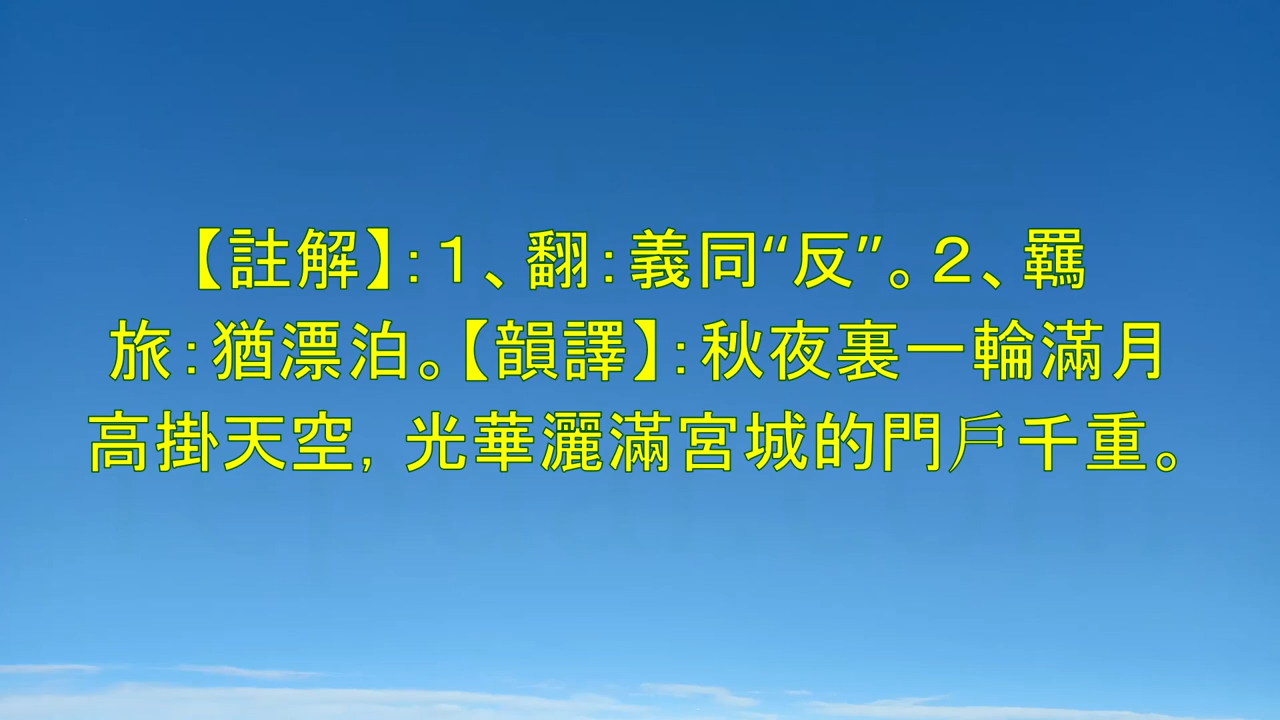 【註解】：１、翻：義同“反”。２、羈
旅：猶漂泊。【韻譯】：秋夜裏一輪滿月
高掛天空，光華灑滿宮城的門戶千重。